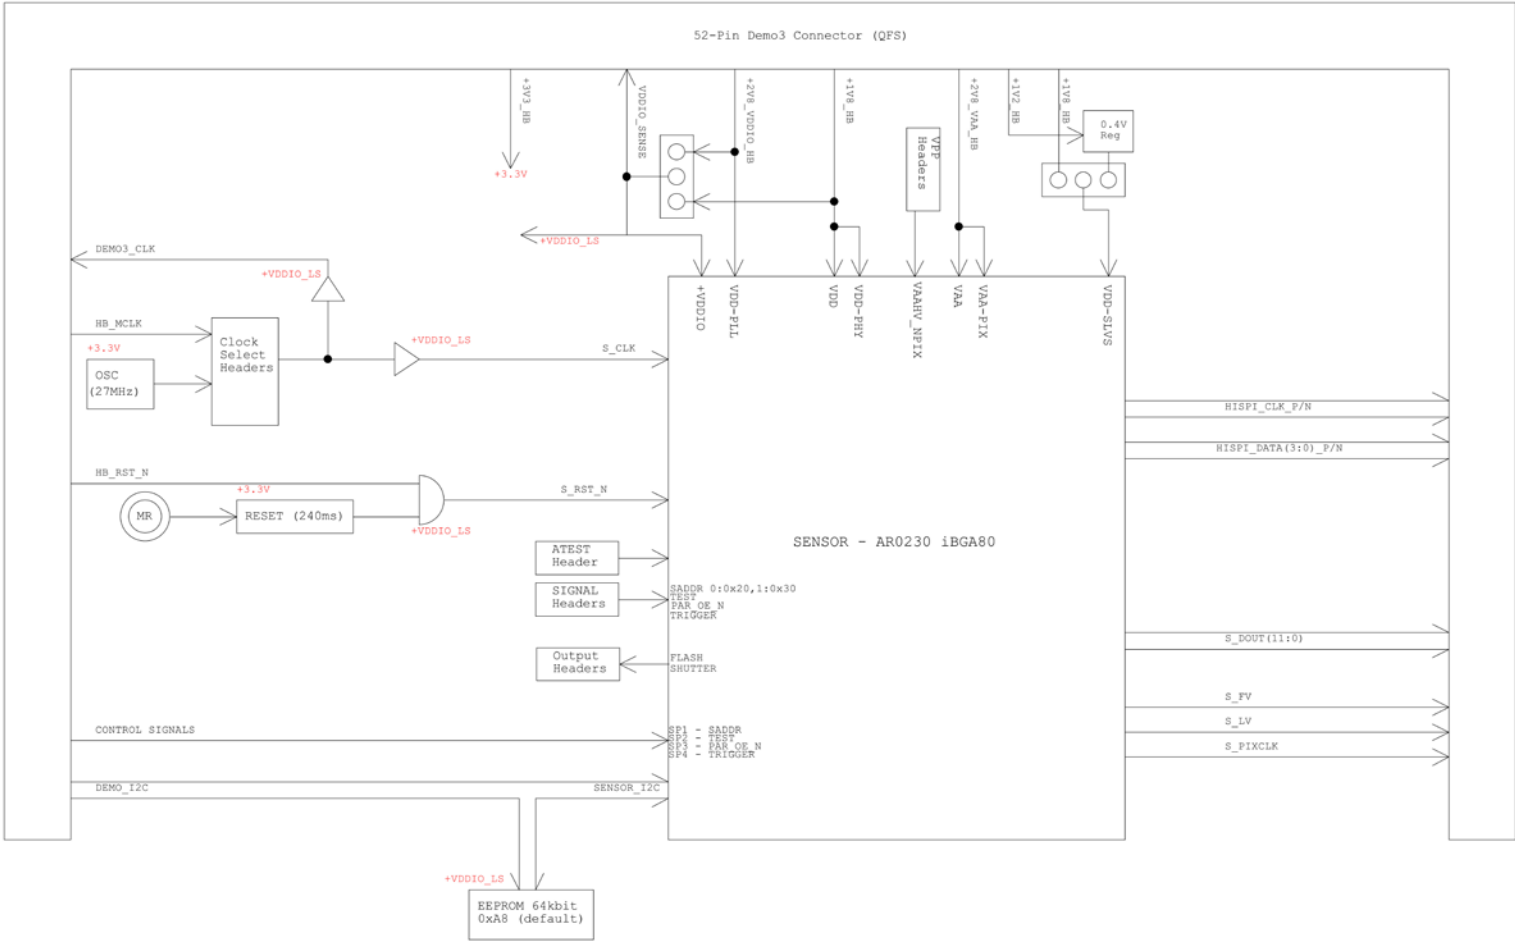 52-Pin Demo3 Connector (QFS)
+3V3_HB
VDDIO_SENSE
+2V8_VDDIO_HB
+1V8_HB
+2V8_VAA_HB
+1V2_HB
+1V8_HB
0.4V
Reg
VPP
Headers
+3.3V
+VDDIO_LS
DEMO3_CLK
+VDDIO_LS
+VDDIO
VDD-PLL
VDD
VDD-PHY
VAAHV_NPIX
VAA
VAA-PIX
VDD-SLVS
HB_MCLK
+3.3V
OSC
(27MHz)
Clock
Select
Headers
+VDDIO_LS
S_CLK
HISPI_CLK_P/N
HISPI_DATA(3:0)_P/N
HB_RST_N
+3.3V
MR
RESET (240ms)
+VDDIO_LS
S_RST_N
SENSOR - AR0230 iBGA80
ATEST
Header
SIGNAL
Headers
SADDR 0:0x20,1:0x30
TEST
PAR_OE_N
TRIGGER
Output
Headers
FLASH
SHUTTER
S_DOUT(11:0)
S_FV
S_LV
S_PIXCLK
CONTROL SIGNALS
SP1 - SADDR
SP2 - TEST
SP3 - PAR_OE_N
SP4 - TRIGGER
DEMO_I2C
SENSOR_I2C
+VDDIO_LS
EEPROM 64kbit
0xA8 (default)